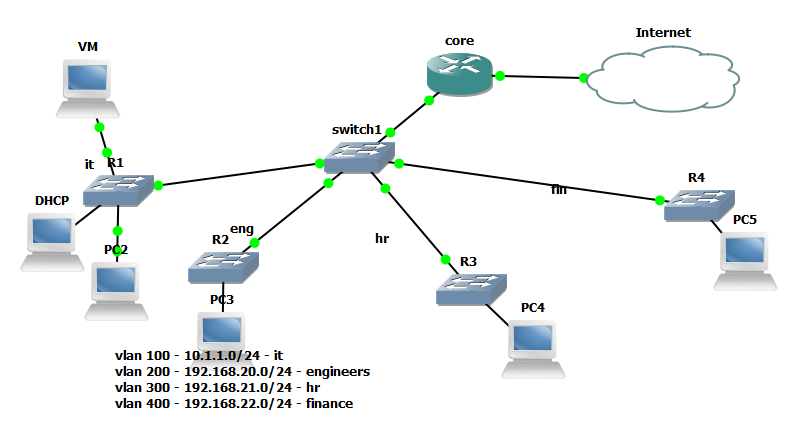 Internet
core
VM
switch1
it
R1
R4
fin
DHCP
PC5
eng
hr
R2
PC2
R3
PC3
PC4
vlan 100 - 10.1.1.0/24 - it
vlan 200 - 192.168.20.0/24 - engineers
vlan 300 - 192.168.21.0/24 - hr
vlan 400 - 192.168.22.0/24 - finance